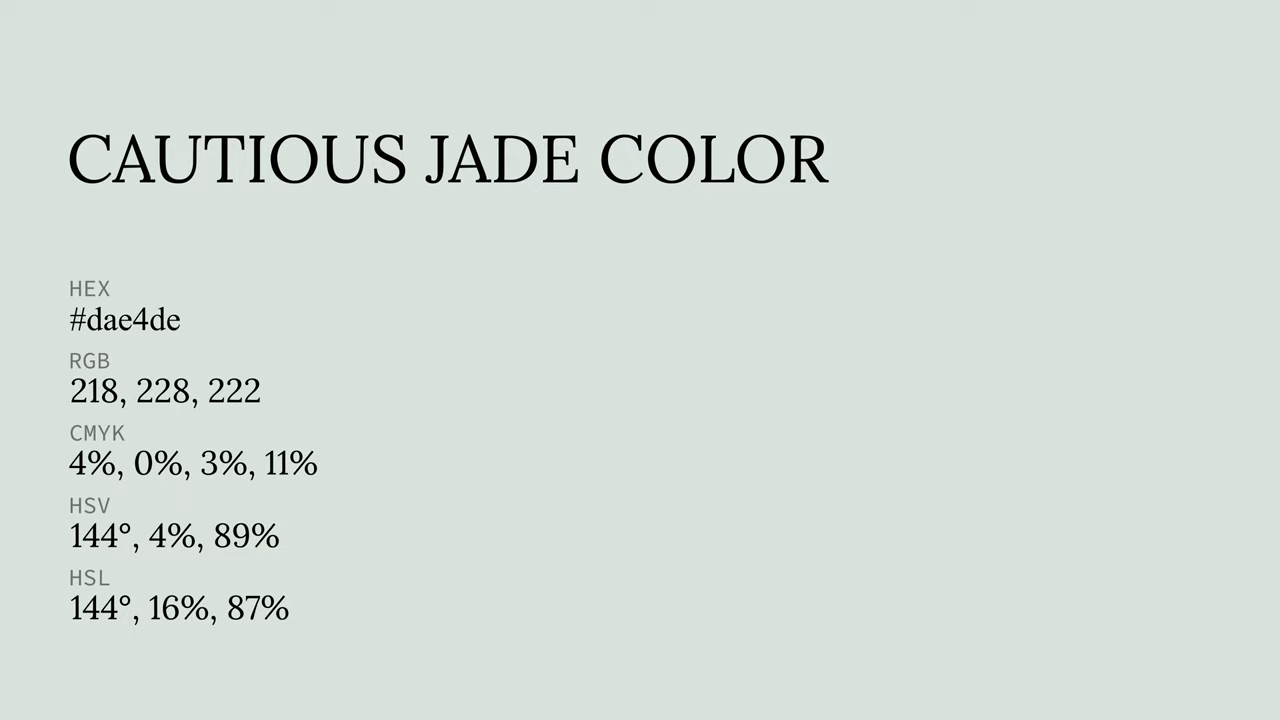 CAUTIOUS JADE COLOR
HEX
#dae4de
RGB
218, 228, 222
CMYK
4%, 0%, 3%, 11%
HSV
144°, 4%, 89%
HSL
144°, 16%, 87%